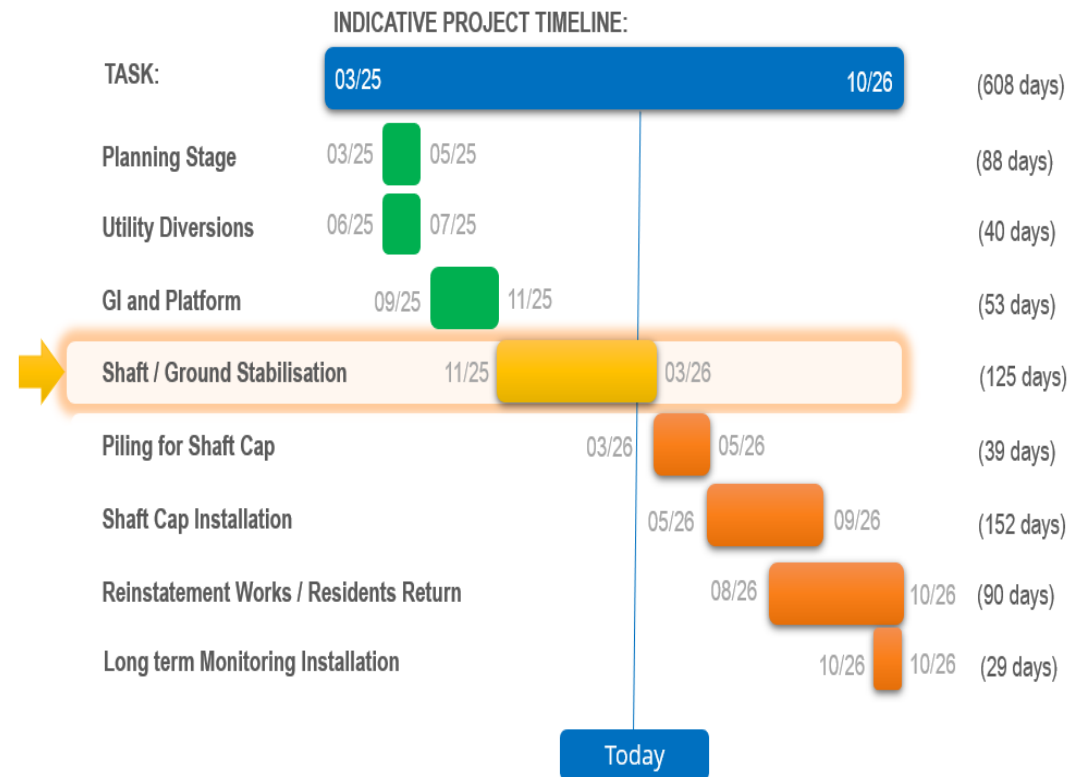 INDICATIVE PROJECT TIMELINE:
TASK: 03/25 10/26 (608 days)
Planning Stage 03/25 05/25 (88 days)
Utility Diversions 06/25 07/25 (40 days)
GI and Platform 09/25 11/25 (53 days)
Shaft / Ground Stabilisation 11/25 03/26 (125 days)
Piling for Shaft Cap 03/26 05/26 (39 days)
Shaft Cap Installation 05/26 09/26 (152 days)
Reinstatement Works / Residents Return 08/26 10/26 (90 days)
Long term Monitoring Installation 10/26 10/26 (29 days)
Today